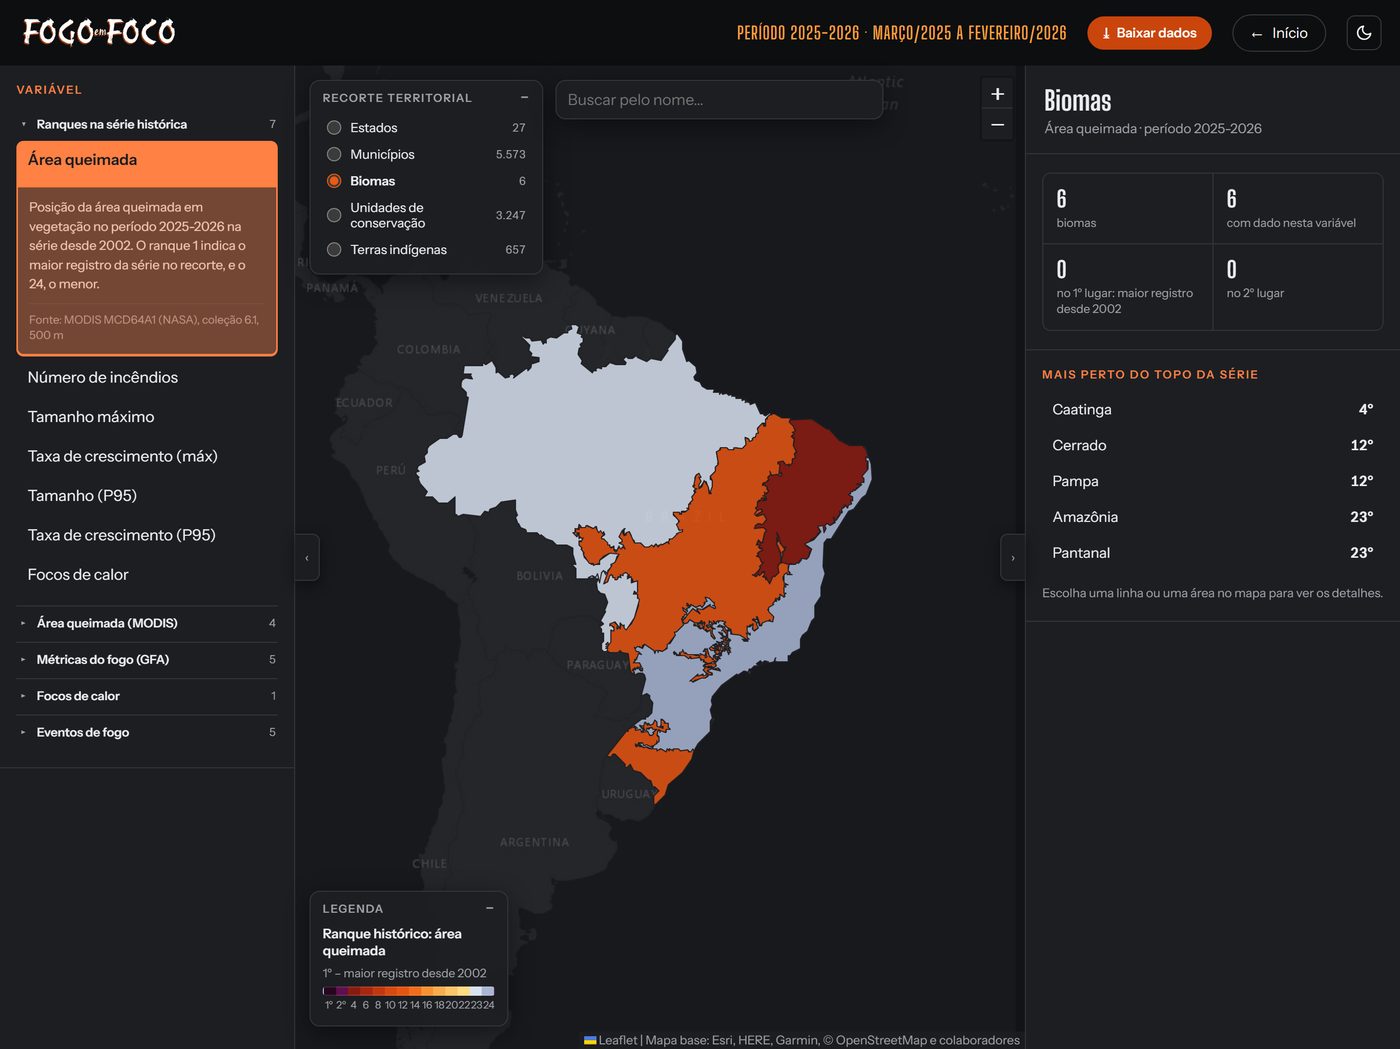 FOGO em FOCO
PERÍODO 2025-2026 · MARÇO/2025 A FEVEREIRO/2026
Baixar dados
← Início
VARIÁVEL
Ranques na série histórica 7
Área queimada
Posição da área queimada em
vegetação no período 2025-2026 na
série desde 2002. O ranque 1 indica o
maior registro da série no recorte, e o
24, o menor.
Fonte: MODIS MCD64A1 (NASA), coleção 6.1,
500 m
Número de incêndios
Tamanho máximo
Taxa de crescimento (máx)
Tamanho (P95)
Taxa de crescimento (P95)
Focos de calor
Área queimada (MODIS) 4
Métricas do fogo (GFA) 5
Focos de calor 1
Eventos de fogo 5
RECORTE TERRITORIAL −
Estados 27
Municípios 5.573
Biomas 6
Unidades de
conservação 3.247
Terras indígenas 657
Buscar pelo nome...
+
−
PANAMÁ
VENEZUELA
GUYANA
COLOMBIA
ECUADOR
PERÚ
BRAZIL
BOLIVIA
PARAGUAY
URUGUAY
ARGENTINA
CHILE
‹
›
LEGENDA −
Ranque histórico: área
queimada
1º – maior registro desde 2002
1º 2º 4 6 8 10 12 14 16 18 20 22 23 24
Leaflet | Mapa base: Esri, HERE, Garmin, © OpenStreetMap e colaboradores
Biomas
Área queimada · período 2025-2026
6
biomas
6
com dado nesta variável
0
no 1º lugar: maior registro
desde 2002
0
no 2º lugar
MAIS PERTO DO TOPO DA SÉRIE
Caatinga 4º
Cerrado 12º
Pampa 12º
Amazônia 23º
Pantanal 23º
Escolha uma linha ou uma área no mapa para ver os detalhes.